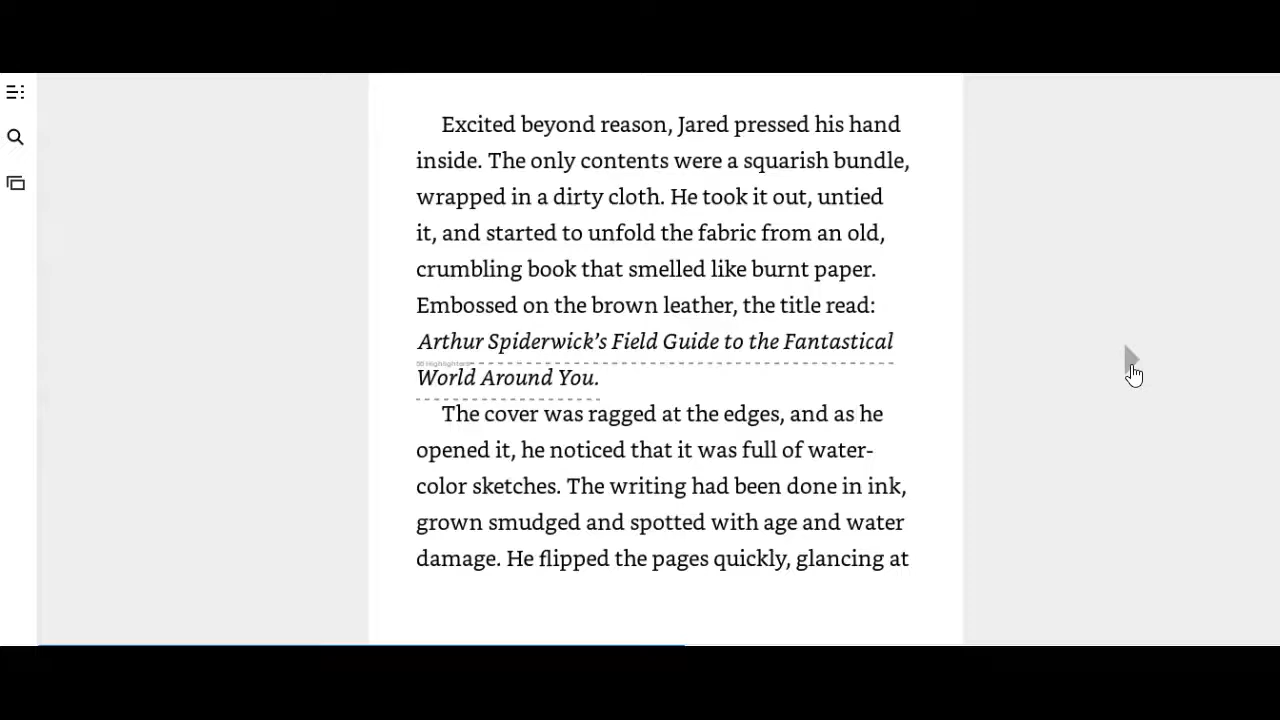 Excited beyond reason, Jared pressed his hand
inside. The only contents were a squarish bundle,
wrapped in a dirty cloth. He took it out, untied
it, and started to unfold the fabric from an old,
crumbling book that smelled like burnt paper.
Embossed on the brown leather, the title read:
Arthur Spiderwick’s Field Guide to the Fantastical
World Around You.
The cover was ragged at the edges, and as he
opened it, he noticed that it was full of water-
color sketches. The writing had been done in ink,
grown smudged and spotted with age and water
damage. He flipped the pages quickly, glancing at